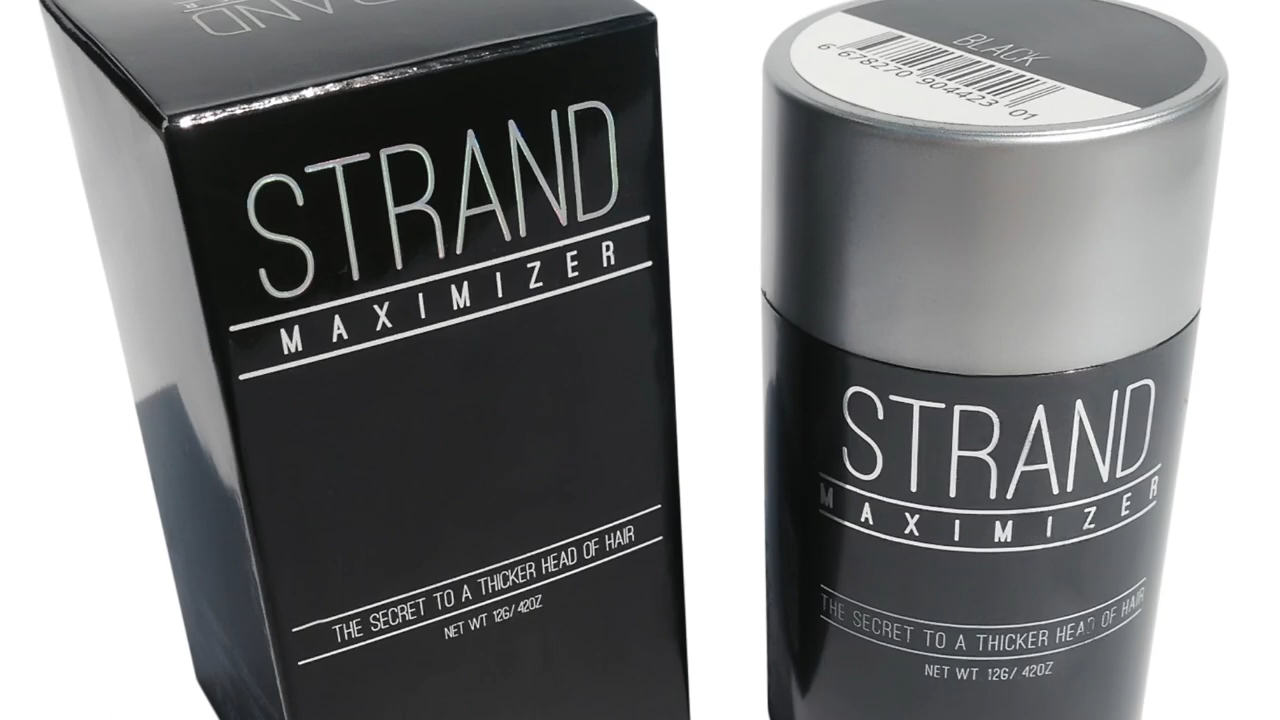 STRAND
STRAND
MAXIMIZER
THE SECRET TO A THICKER HEAD OF HAIR
NET WT 12G/ 42OZ
BLACK
6 678270 904423 01
STRAND
MAXIMIZER
THE SECRET TO A THICKER HEAD OF HAIR
NET WT 12G/ 42OZ